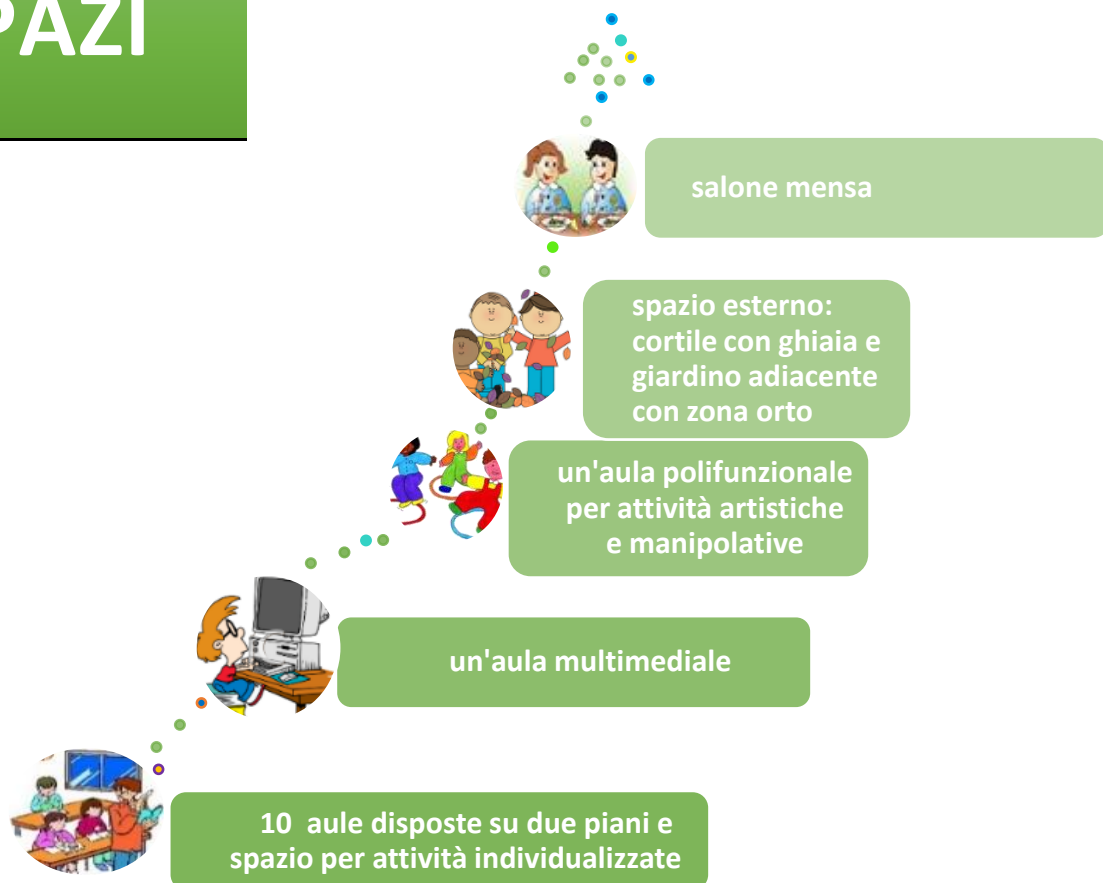 PAZI
salone mensa
spazio esterno:
cortile con ghiaia e
giardino adiacente
con zona orto
un'aula polifunzionale
per attività artistiche
e manipolative
un'aula multimediale
10 aule disposte su due piani e
spazio per attività individualizzate